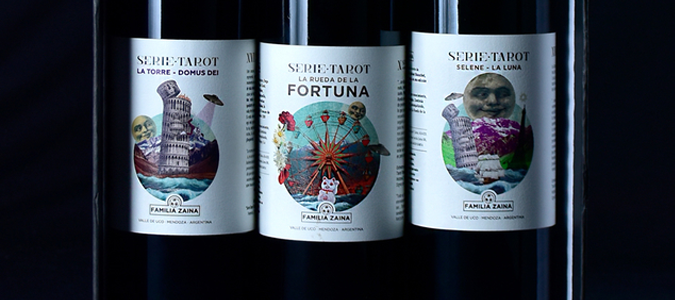 SERIE·TAROT
LA TORRE - DOMUS DEI
FAMILIA ZAINA
VALLE DE UCO · MENDOZA · ARGENTINA
SERIE·TAROT
LA RUEDA DE LA
FORTUNA
FAMILIA ZAINA
VALLE DE UCO · MENDOZA · ARGENTINA
SERIE·TAROT
SELENE - LA LUNA
FAMILIA ZAINA
VALLE DE UCO · MENDOZA · ARGENTINA